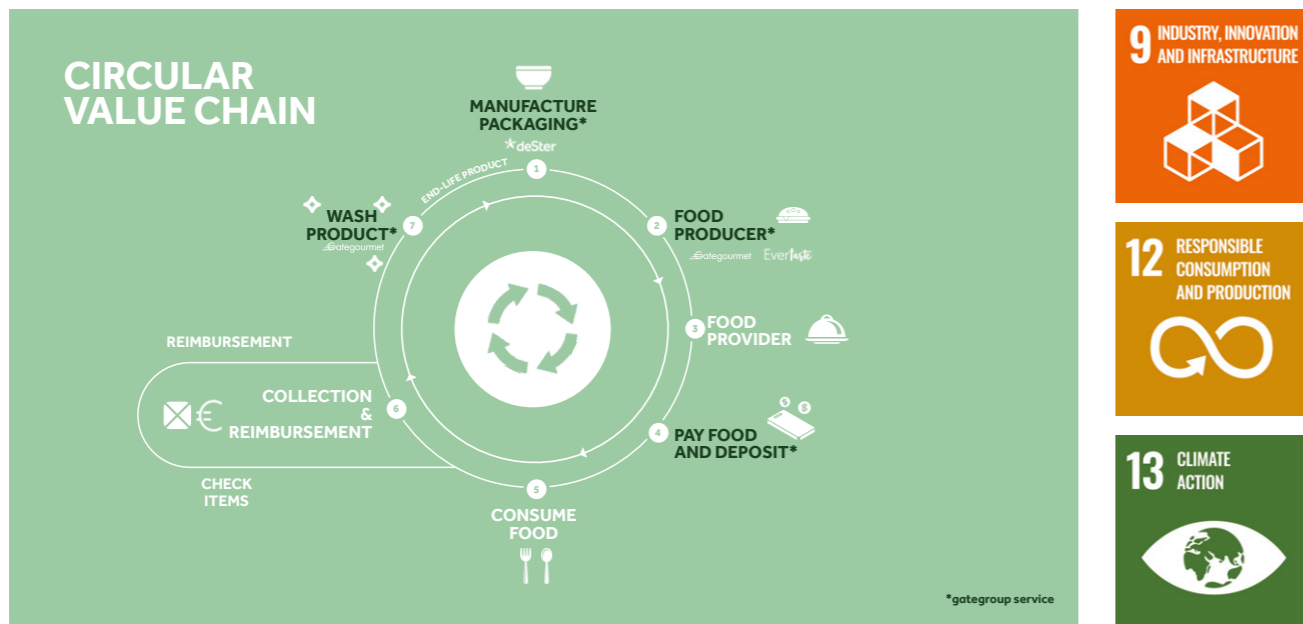 CIRCULAR
VALUE CHAIN
MANUFACTURE
PACKAGING*
deSter
END-LIFE PRODUCT
1
2
FOOD
PRODUCER*
gategourmet
EverTaste
3
FOOD
PROVIDER
4
PAY FOOD
AND DEPOSIT*
$
$
5
CONSUME
FOOD
6
COLLECTION
&
REIMBURSEMENT
€
REIMBURSEMENT
CHECK
ITEMS
7
WASH
PRODUCT*
gategourmet
*gategroup service
9 INDUSTRY, INNOVATION
AND INFRASTRUCTURE
12 RESPONSIBLE
CONSUMPTION
AND PRODUCTION
13 CLIMATE
ACTION